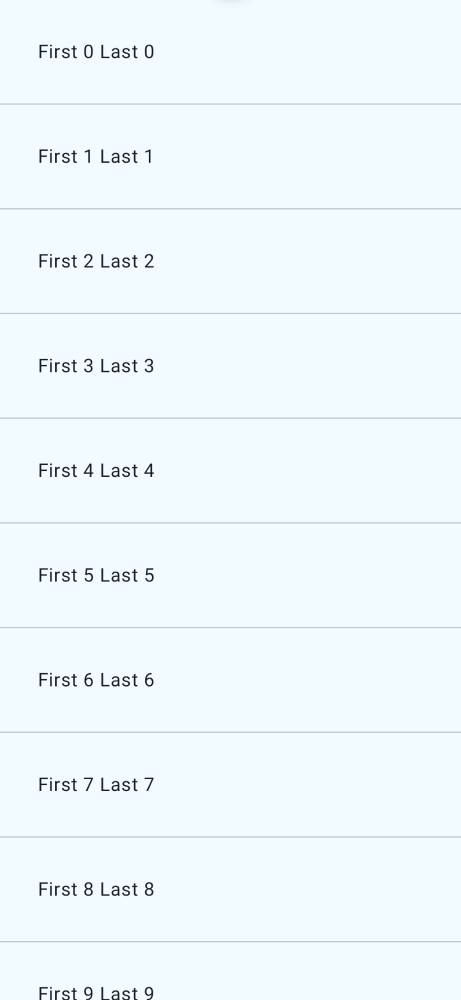 First 0 Last 0
First 1 Last 1
First 2 Last 2
First 3 Last 3
First 4 Last 4
First 5 Last 5
First 6 Last 6
First 7 Last 7
First 8 Last 8
First 9 Last 9